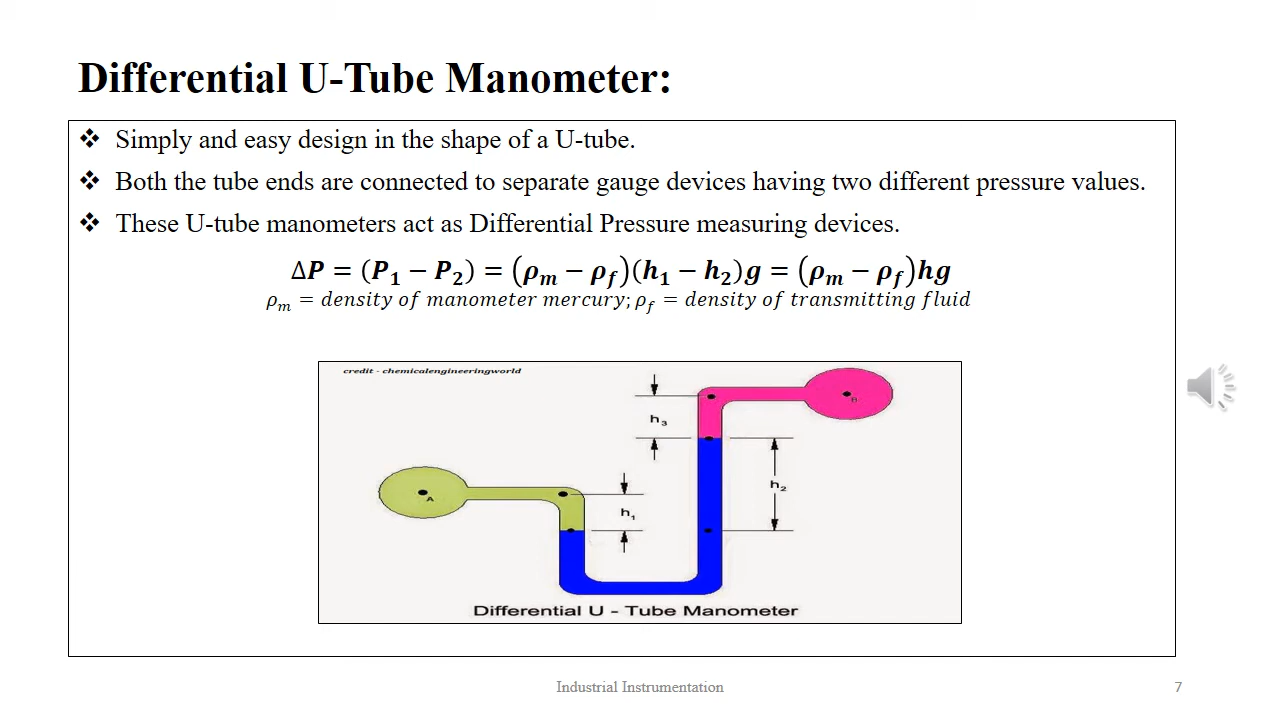 Differential U-Tube Manometer:
❖ Simply and easy design in the shape of a U-tube.
❖ Both the tube ends are connected to separate gauge devices having two different pressure values.
❖ These U-tube manometers act as Differential Pressure measuring devices.
∆P = (P₁ − P₂) = (ρₘ − ρ_f)(h₁ − h₂)g = (ρₘ − ρ_f)hg
ρₘ = density of manometer mercury; ρ_f = density of transmitting fluid
credit - chemicalengineeringworld
B
h₃
h₂
A
h₁
Differential U - Tube Manometer
Industrial Instrumentation
7